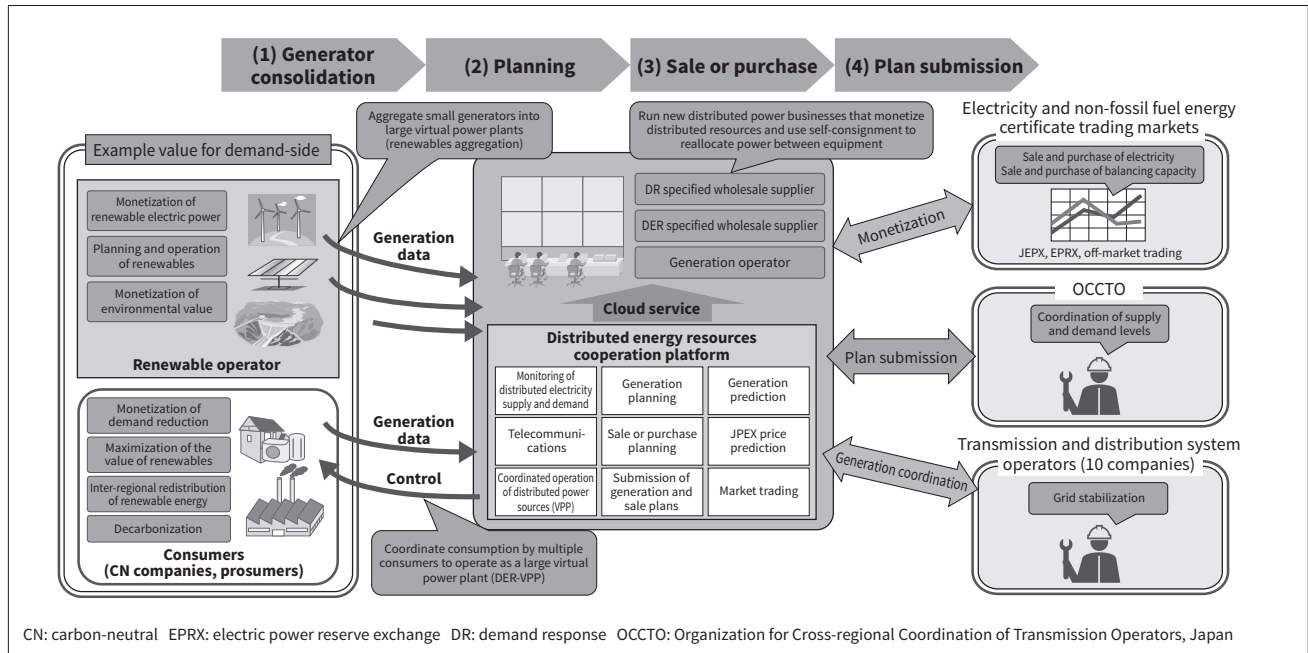 (1) Generator
consolidation
(2) Planning
(3) Sale or purchase
(4) Plan submission
Example value for demand-side
Monetization of
renewable electric power
Planning and operation
of renewables
Monetization of
environmental value
Renewable operator
Monetization of
demand reduction
Maximization of the
value of renewables
Inter-regional redistribution
of renewable energy
Decarbonization
Consumers
(CN companies, prosumers)
Aggregate small generators into
large virtual power plants
(renewables aggregation)
Generation
data
Generation
data
Control
Coordinate consumption by multiple
consumers to operate as a large virtual
power plant (DER-VPP)
Run new distributed power businesses that monetize
distributed resources and use self-consignment to
reallocate power between equipment
DR specified wholesale supplier
DER specified wholesale supplier
Generation operator
Cloud service
Distributed energy resources
cooperation platform
Monitoring of
distributed electricity
supply and demand
Generation
planning
Generation
prediction
Telecommuni-
cations
Sale or purchase
planning
JPEX price
prediction
Coordinated operation
of distributed power
sources (VPP)
Submission of
generation and
sale plans
Market trading
Monetization
Plan submission
Generation coordination
Electricity and non-fossil fuel energy
certificate trading markets
Sale and purchase of electricity
Sale and purchase of balancing capacity
JEPX, EPRX, off-market trading
OCCTO
Coordination of supply
and demand levels
Transmission and distribution system
operators (10 companies)
Grid stabilization
CN: carbon-neutral EPRX: electric power reserve exchange DR: demand response OCCTO: Organization for Cross-regional Coordination of Transmission Operators, Japan